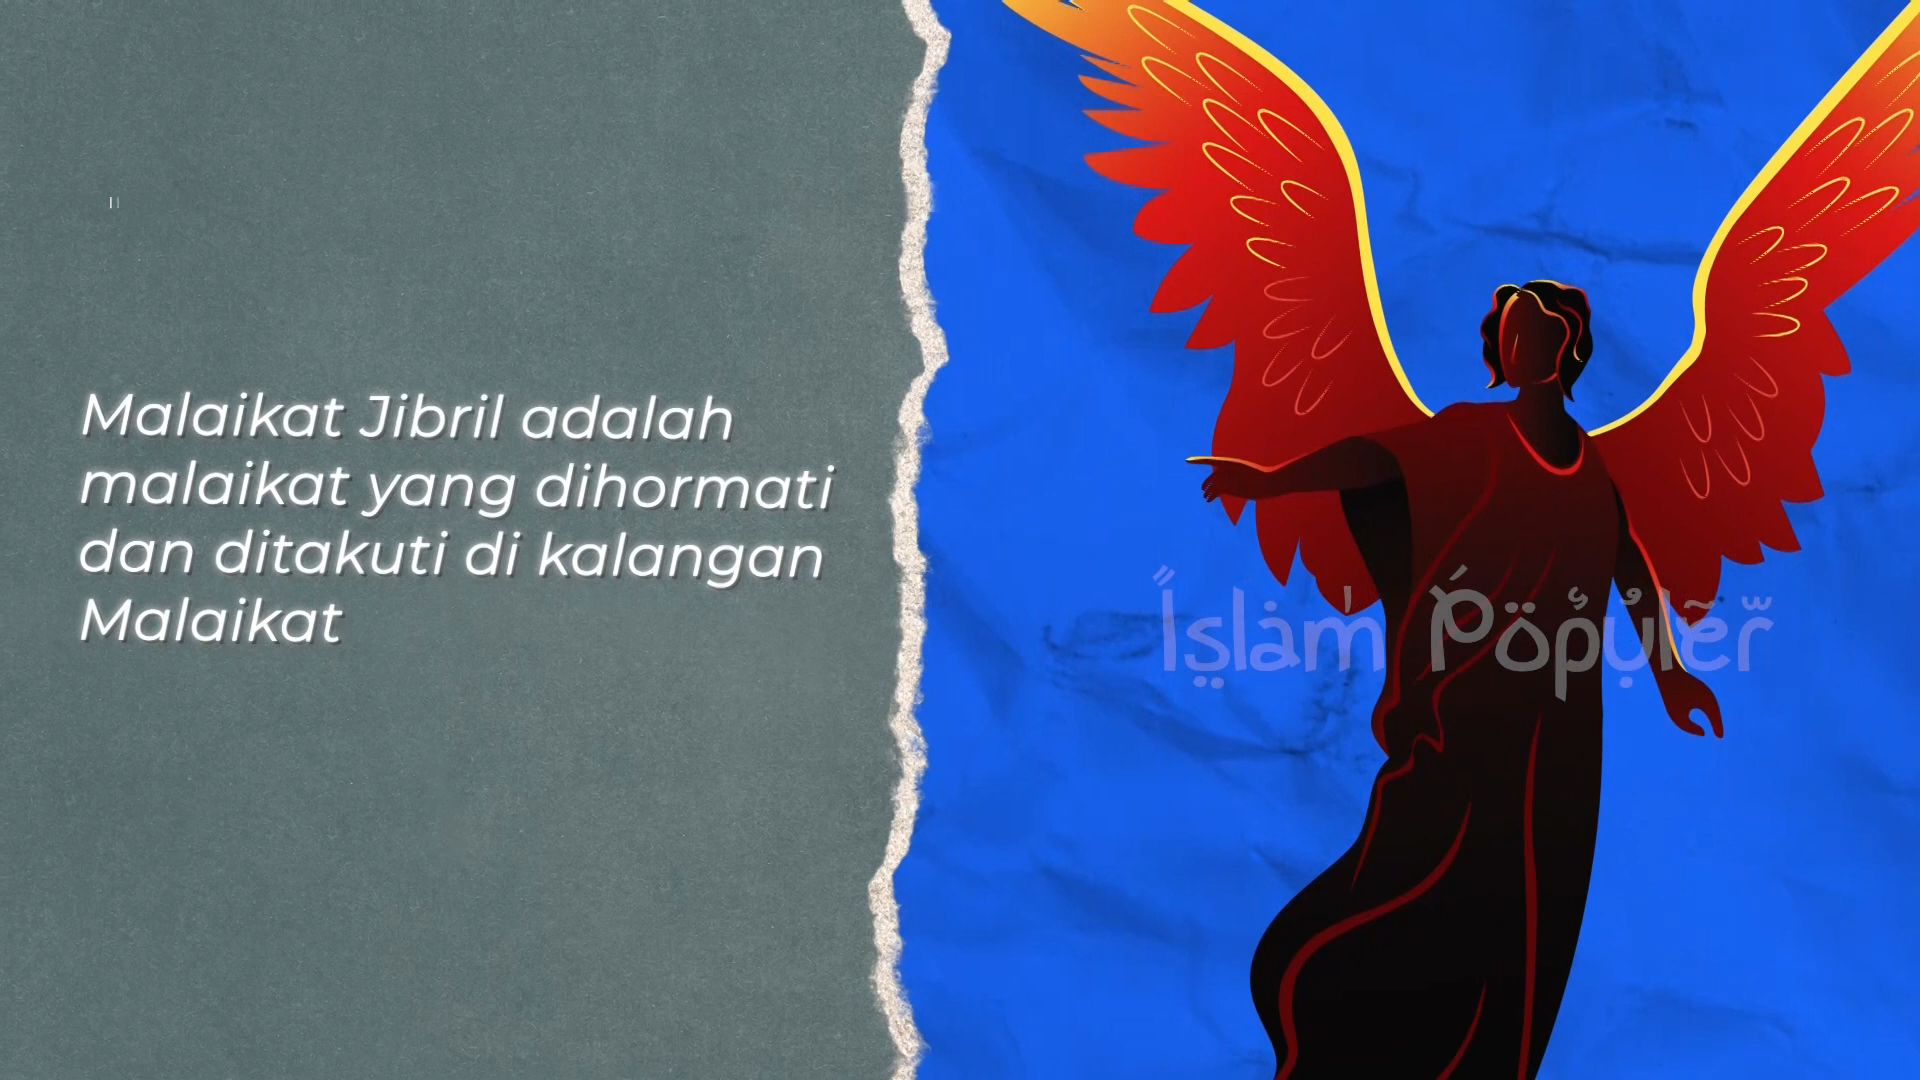 Malaikat Jibril adalah
malaikat yang dihormati
dan ditakuti di kalangan
Malaikat
Islam Populer